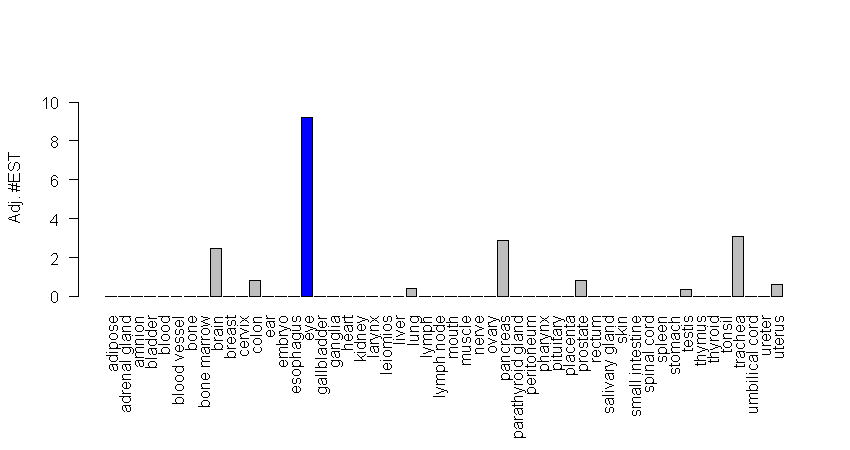 Adj. #EST
10
8
6
4
2
0
adipose
adrenal gland
amnion
bladder
blood
blood vessel
bone
bone marrow
brain
breast
cervix
colon
ear
embryo
esophagus
eye
gallbladder
ganglia
heart
kidney
larynx
leiomios
liver
lung
lymph
lymph node
mouth
muscle
nerve
ovary
pancreas
parathyroid gland
peritoneum
pharynx
pituitary
placenta
prostate
rectum
salivary gland
skin
small intestine
spinal cord
spleen
stomach
testis
thymus
thyroid
tonsil
trachea
umbilical cord
ureter
uterus